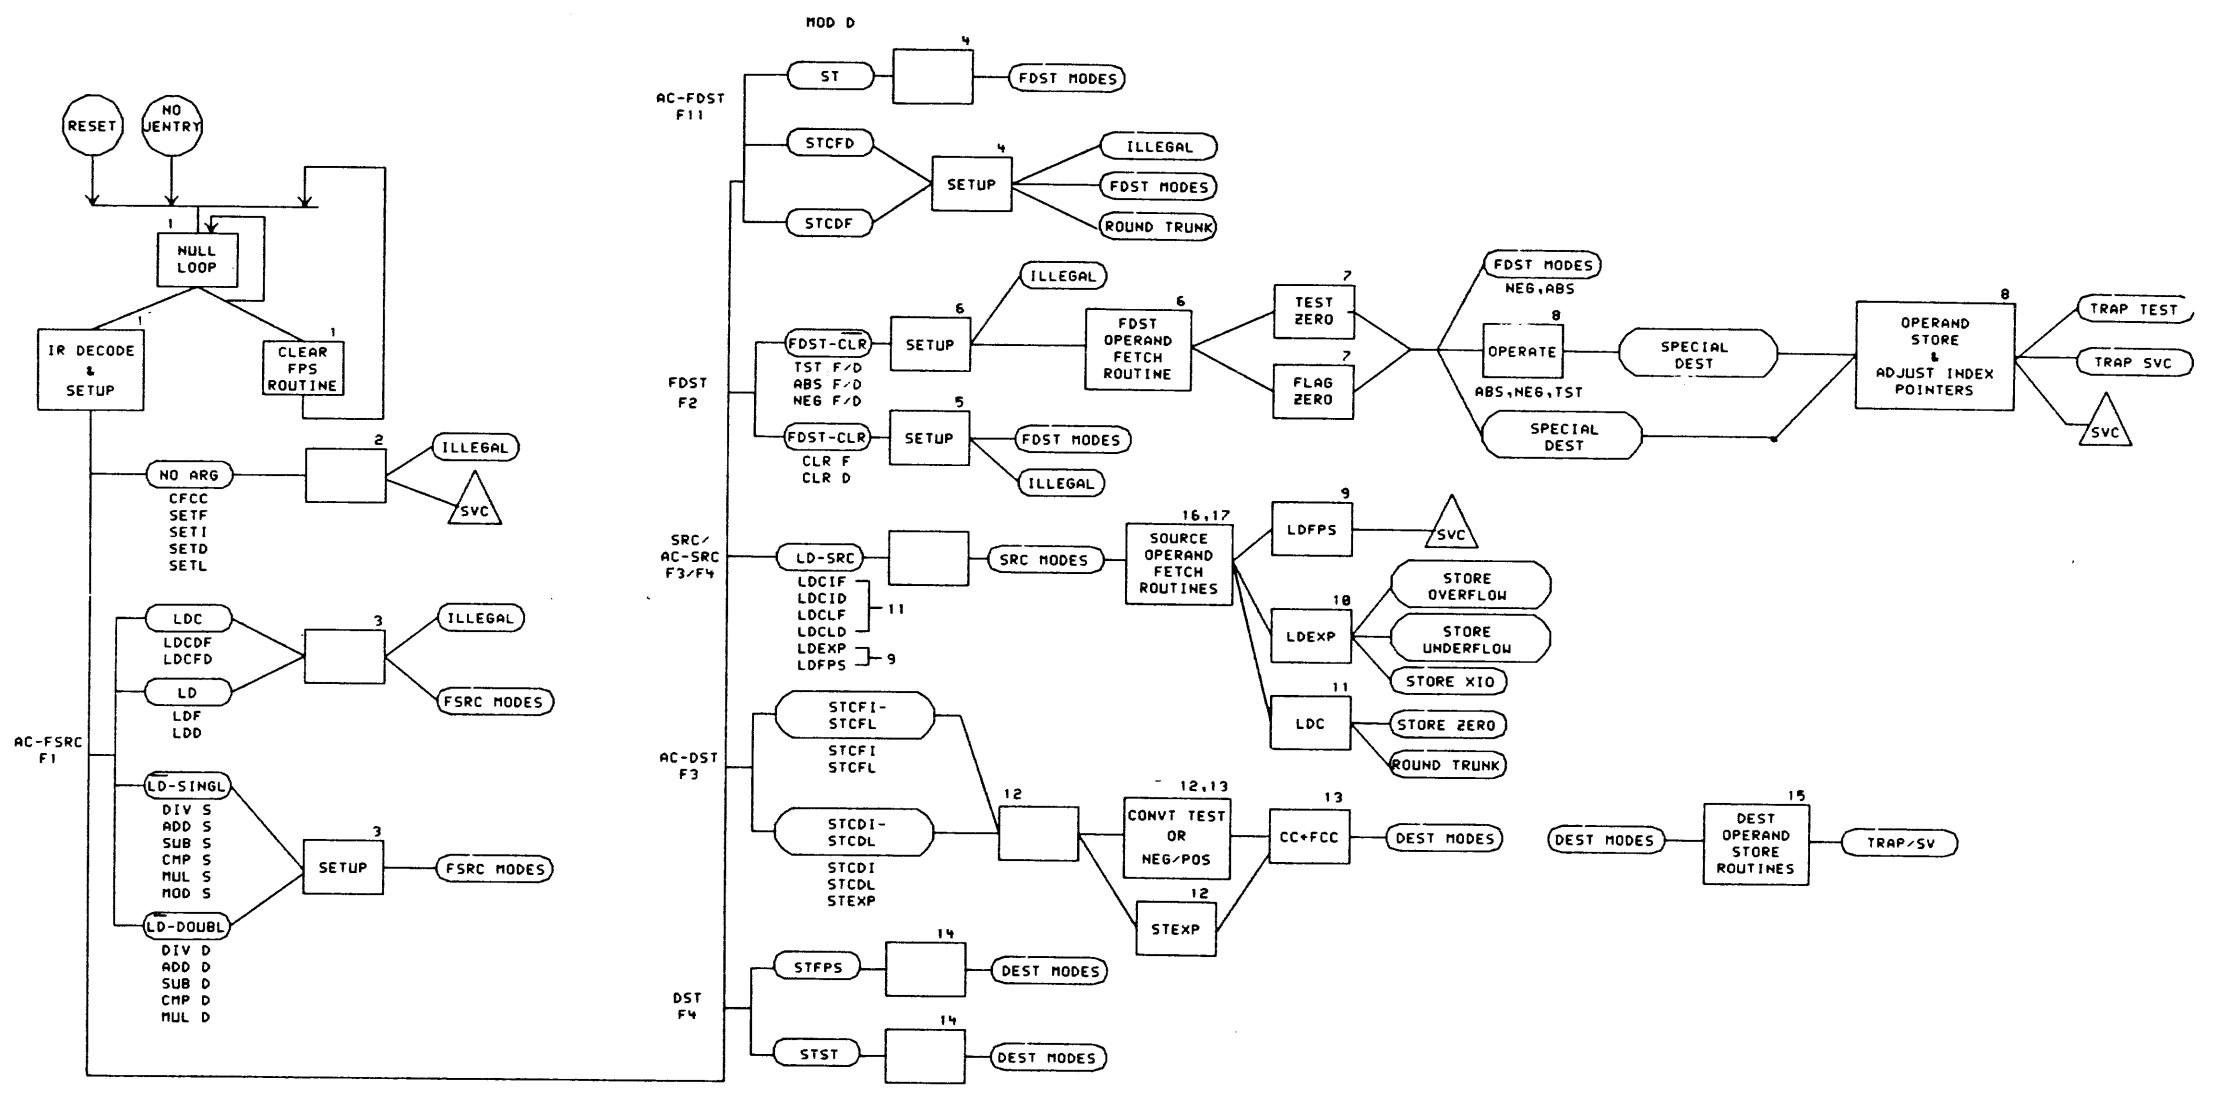 MOD D
RESET
NO
JENTRY
1
NULL
LOOP
1
IR DECODE
&
SETUP
1
CLEAR
FPS
ROUTINE
NO ARG
CFCC
SETF
SETI
SETD
SETL
2
ILLEGAL
SVC
AC-FSRC
F1
LDC
LDCDF
LDCFD
LD
LDF
LDD
3
ILLEGAL
FSRC MODES
LD-SINGL
DIV S
ADD S
SUB S
CMP S
MUL S
MOD S
LD-DOUBL
DIV D
ADD D
SUB D
CMP D
MUL D
3
SETUP
FSRC MODES
AC-FDST
F11
ST
4
FDST MODES
STCFD
STCDF
4
SETUP
ILLEGAL
FDST MODES
ROUND TRUNK
FDST
F2
FDST-CLR
TST F/D
ABS F/D
NEG F/D
6
SETUP
ILLEGAL
6
FDST
OPERAND
FETCH
ROUTINE
7
TEST
ZERO
7
FLAG
ZERO
FDST MODES
NEG,ABS
8
OPERATE
ABS,NEG,TST
SPECIAL
DEST
SPECIAL
DEST
8
OPERAND
STORE
&
ADJUST INDEX
POINTERS
TRAP TEST
TRAP SVC
SVC
FDST-CLR
CLR F
CLR D
5
SETUP
FDST MODES
ILLEGAL
SRC/
AC-SRC
F3/F4
LD-SRC
LDCIF
LDCID
LDCLF
LDCLD
11
LDEXP
LDFPS
9
SRC MODES
16,17
SOURCE
OPERAND
FETCH
ROUTINES
9
LDFPS
SVC
10
LDEXP
STORE
OVERFLOW
STORE
UNDERFLOW
STORE XIO
11
LDC
STORE ZERO
ROUND TRUNK
AC-DST
F3
STCFI-
STCFL
STCFI
STCFL
STCDI-
STCDL
STCDI
STCDL
STEXP
12
12,13
CONVT TEST
OR
NEG/POS
12
STEXP
13
CC+FCC
DEST MODES
DEST MODES
15
DEST
OPERAND
STORE
ROUTINES
TRAP/SV
DST
F4
STFPS
14
DEST MODES
STST
14
DEST MODES